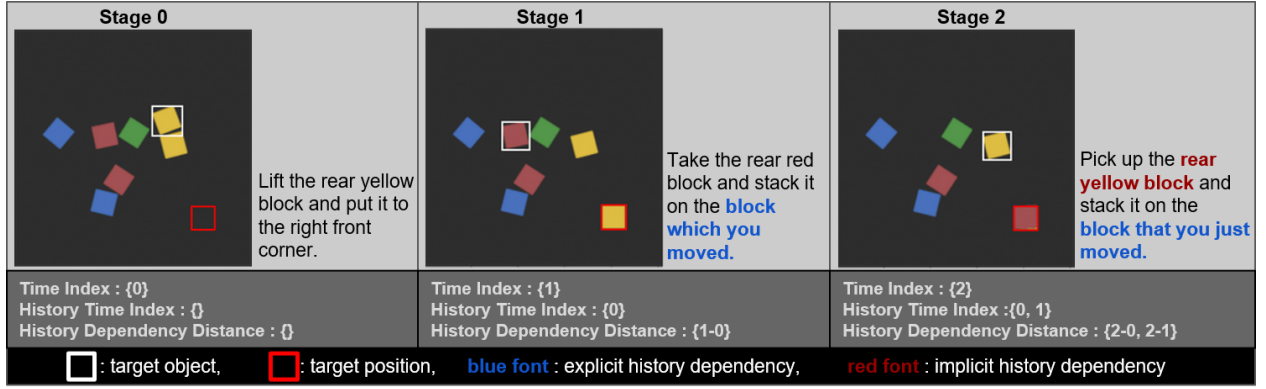 Stage 0
Lift the rear yellow
block and put it to
the right front
corner.
Time Index : {0}
History Time Index : {}
History Dependency Distance : {}
Stage 1
Take the rear red
block and stack it
on the block
which you
moved.
Time Index : {1}
History Time Index : {0}
History Dependency Distance : {1-0}
Stage 2
Pick up the rear
yellow block and
stack it on the
block that you just
moved.
Time Index : {2}
History Time Index :{0, 1}
History Dependency Distance : {2-0, 2-1}
: target object, : target position, blue font : explicit history dependency, red font : implicit history dependency